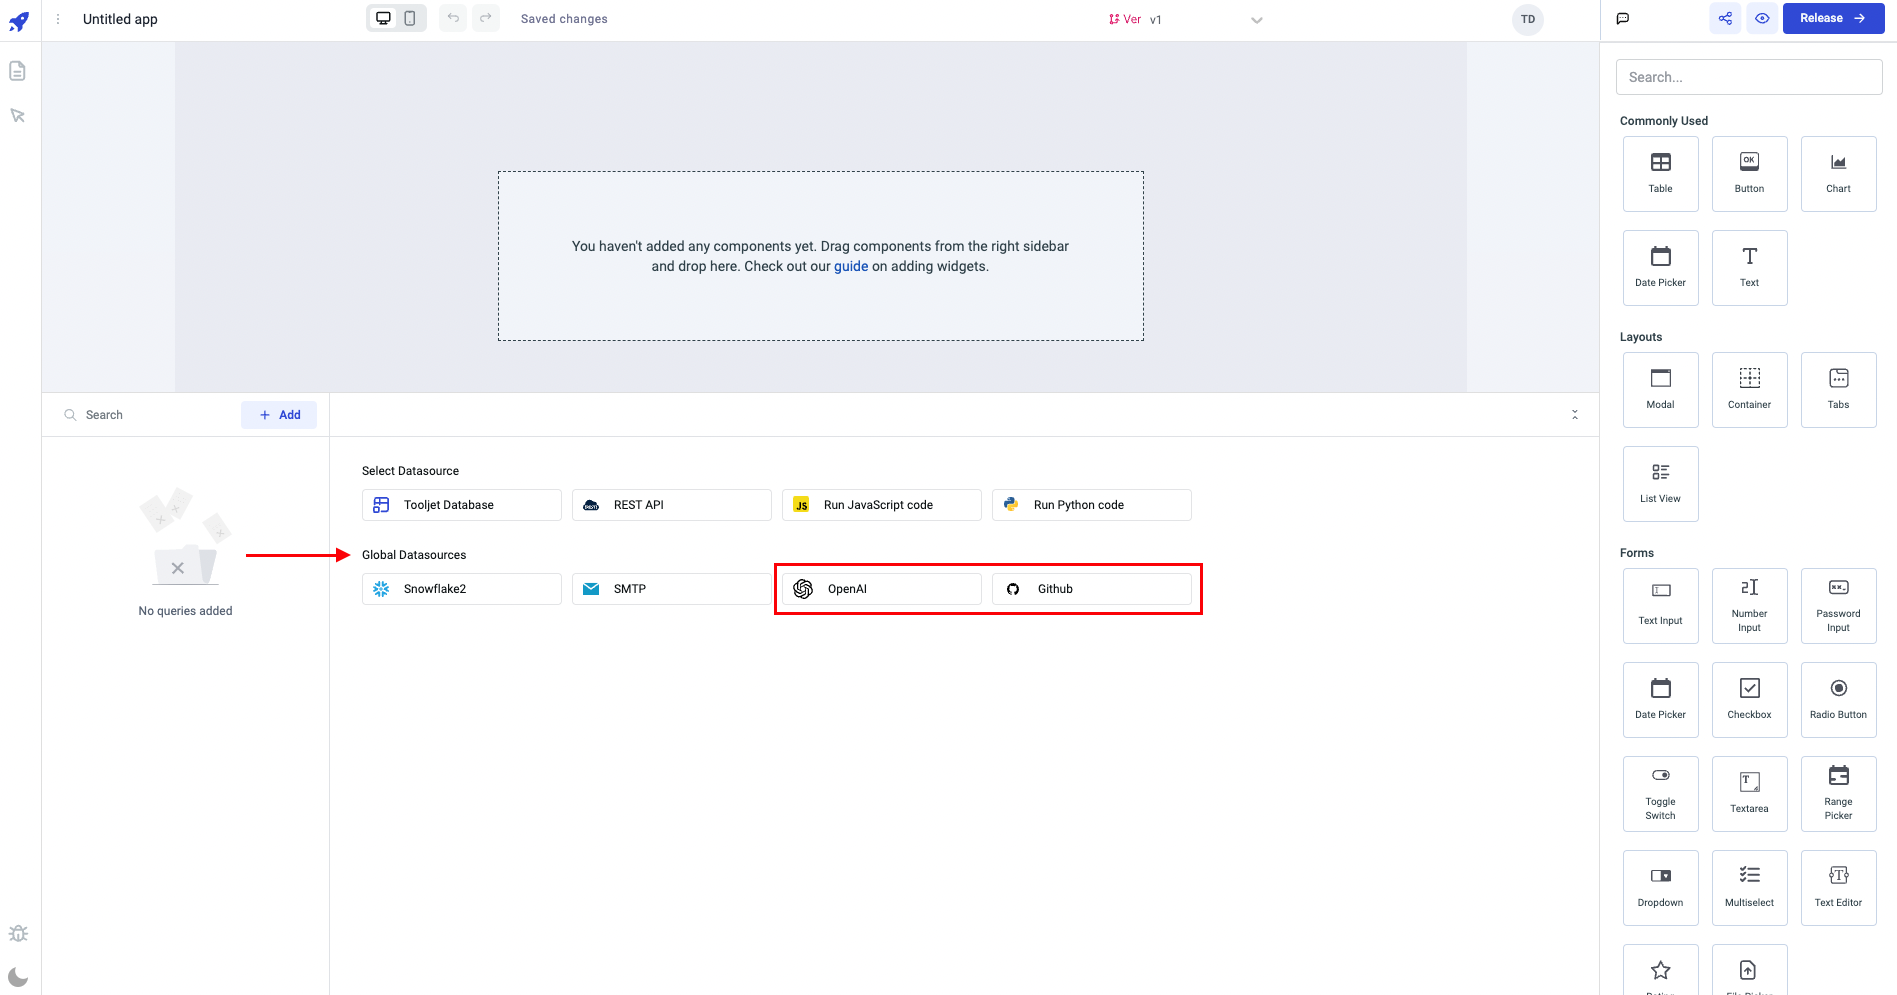 Untitled app
Saved changes
Ver v1
TD
Release
Search...
Commonly Used
Table
OK
Button
Chart
Date Picker
Text
You haven't added any components yet. Drag components from the right sidebar
and drop here. Check out our guide on adding widgets.
Layouts
Modal
Container
Tabs
List View
Search
Add
No queries added
Select Datasource
Tooljet Database
REST
REST API
JS
Run JavaScript code
Run Python code
Global Datasources
Snowflake2
SMTP
OpenAI
Github
Forms
Text Input
Number
Input
Password
Input
Date Picker
Checkbox
Radio Button
Toggle
Switch
Textarea
Range
Picker
Dropdown
Multiselect
Text Editor